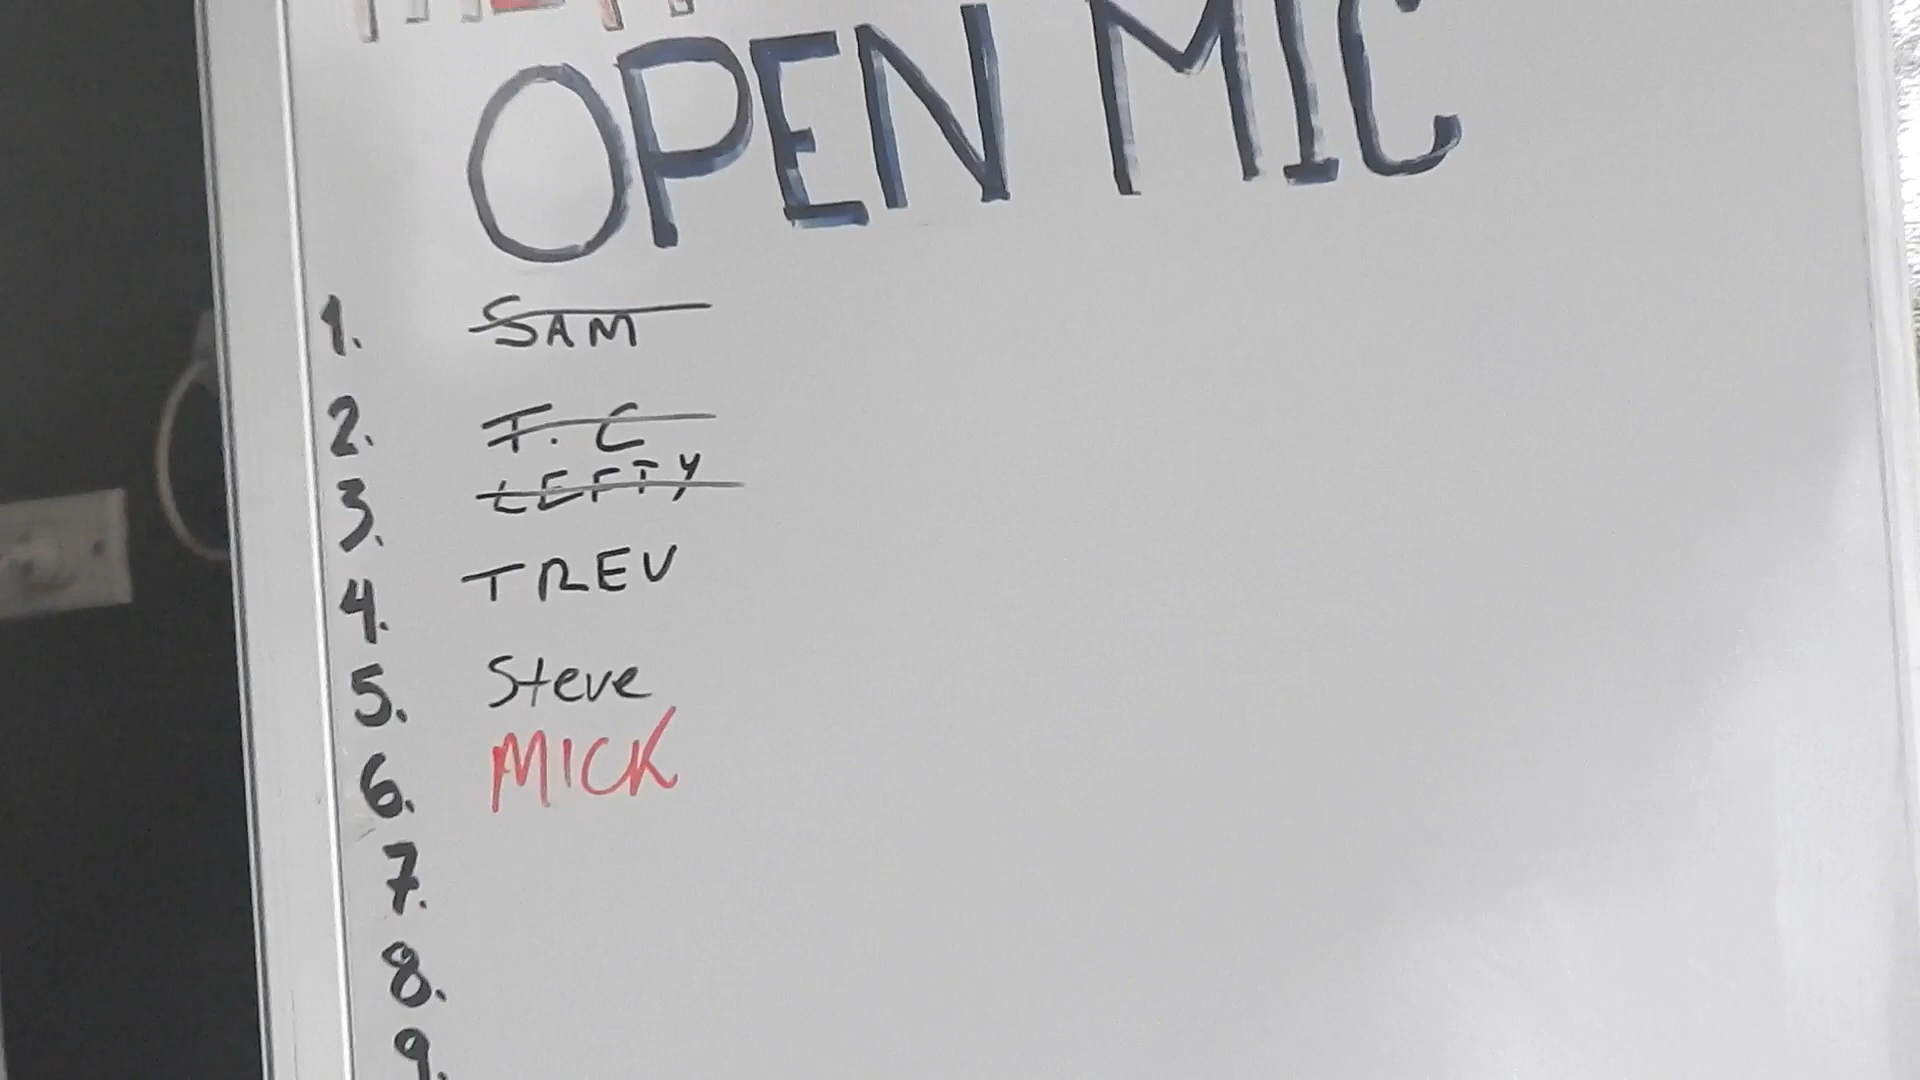 OPEN MIC
1. SAM
2. T. C
3. LEFTY
4. TREV
5. Steve
6. MICK
7.
8.
9.